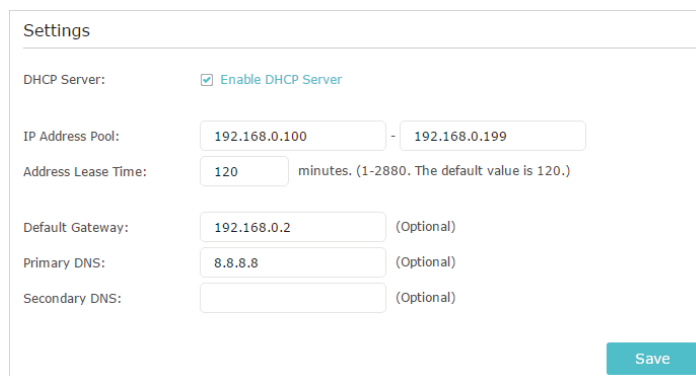 Settings
DHCP Server: Enable DHCP Server
IP Address Pool: 192.168.0.100 - 192.168.0.199
Address Lease Time: 120 minutes. (1-2880. The default value is 120.)
Default Gateway: 192.168.0.2 (Optional)
Primary DNS: 8.8.8.8 (Optional)
Secondary DNS: (Optional)
Save